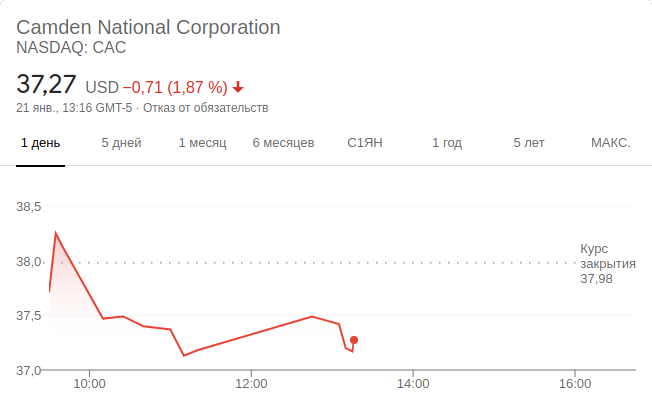 Camden National Corporation
NASDAQ: CAC
37,27 USD −0,71 (1,87 %)
21 янв., 13:16 GMT-5 · Отказ от обязательств
1 день 5 дней 1 месяц 6 месяцев С1ЯН 1 год 5 лет МАКС.
38,5
Курс
38,0 закрытия
37,98
37,5
37,0
10:00 12:00 14:00 16:00